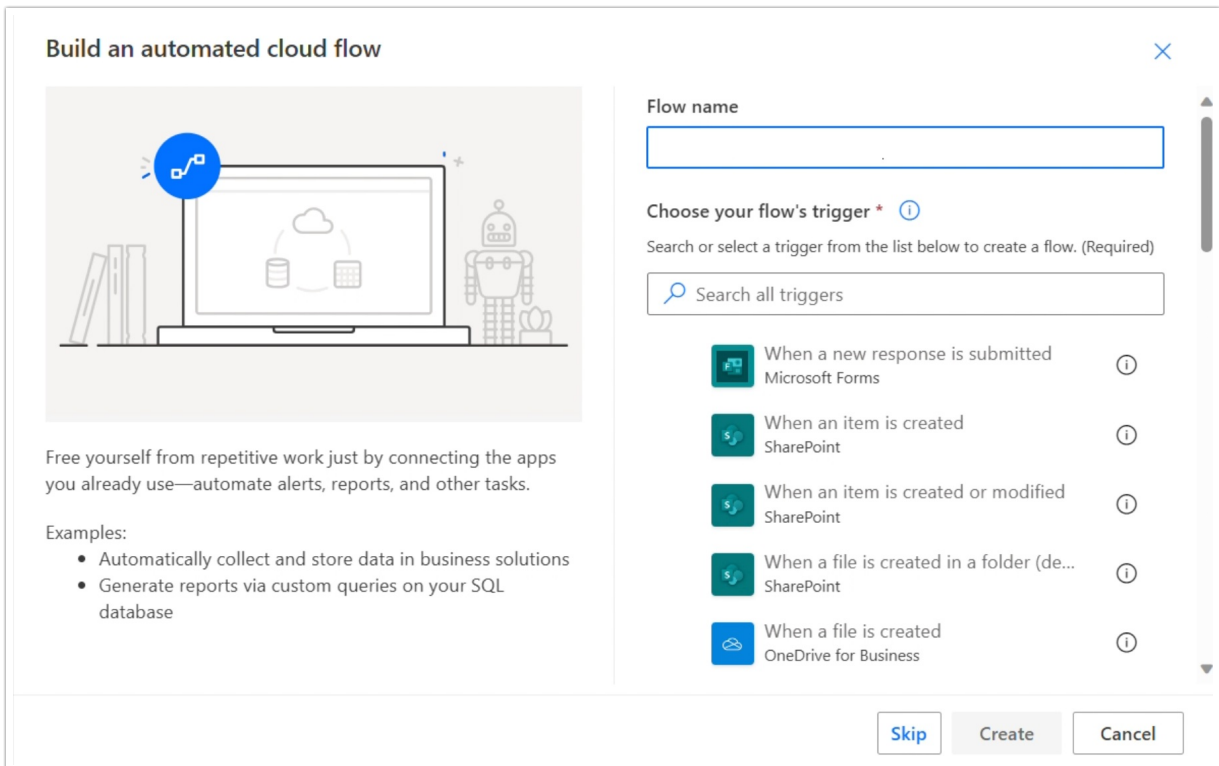 Build an automated cloud flow
Free yourself from repetitive work just by connecting the apps
you already use—automate alerts, reports, and other tasks.
Examples:
• Automatically collect and store data in business solutions
• Generate reports via custom queries on your SQL
database
Flow name
Choose your flow's trigger *
Search or select a trigger from the list below to create a flow. (Required)
Search all triggers
When a new response is submitted
Microsoft Forms
When an item is created
SharePoint
When an item is created or modified
SharePoint
When a file is created in a folder (de...
SharePoint
When a file is created
OneDrive for Business
Skip
Create
Cancel